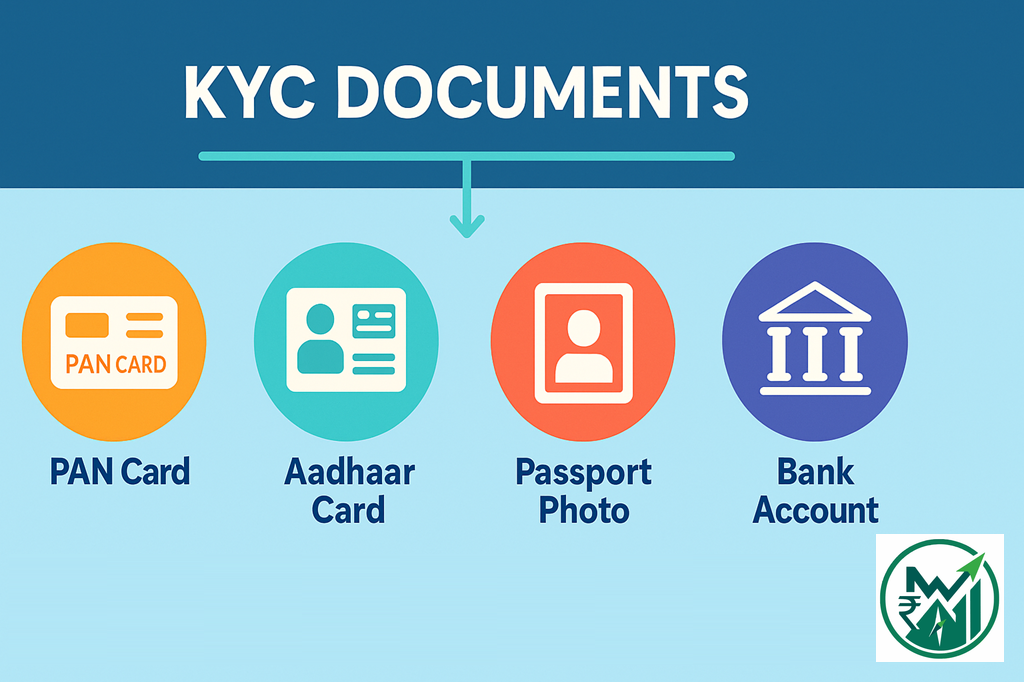 KYC DOCUMENTS
PAN CARD
PAN Card
Aadhaar
Card
Passport
Photo
Bank
Account
₹